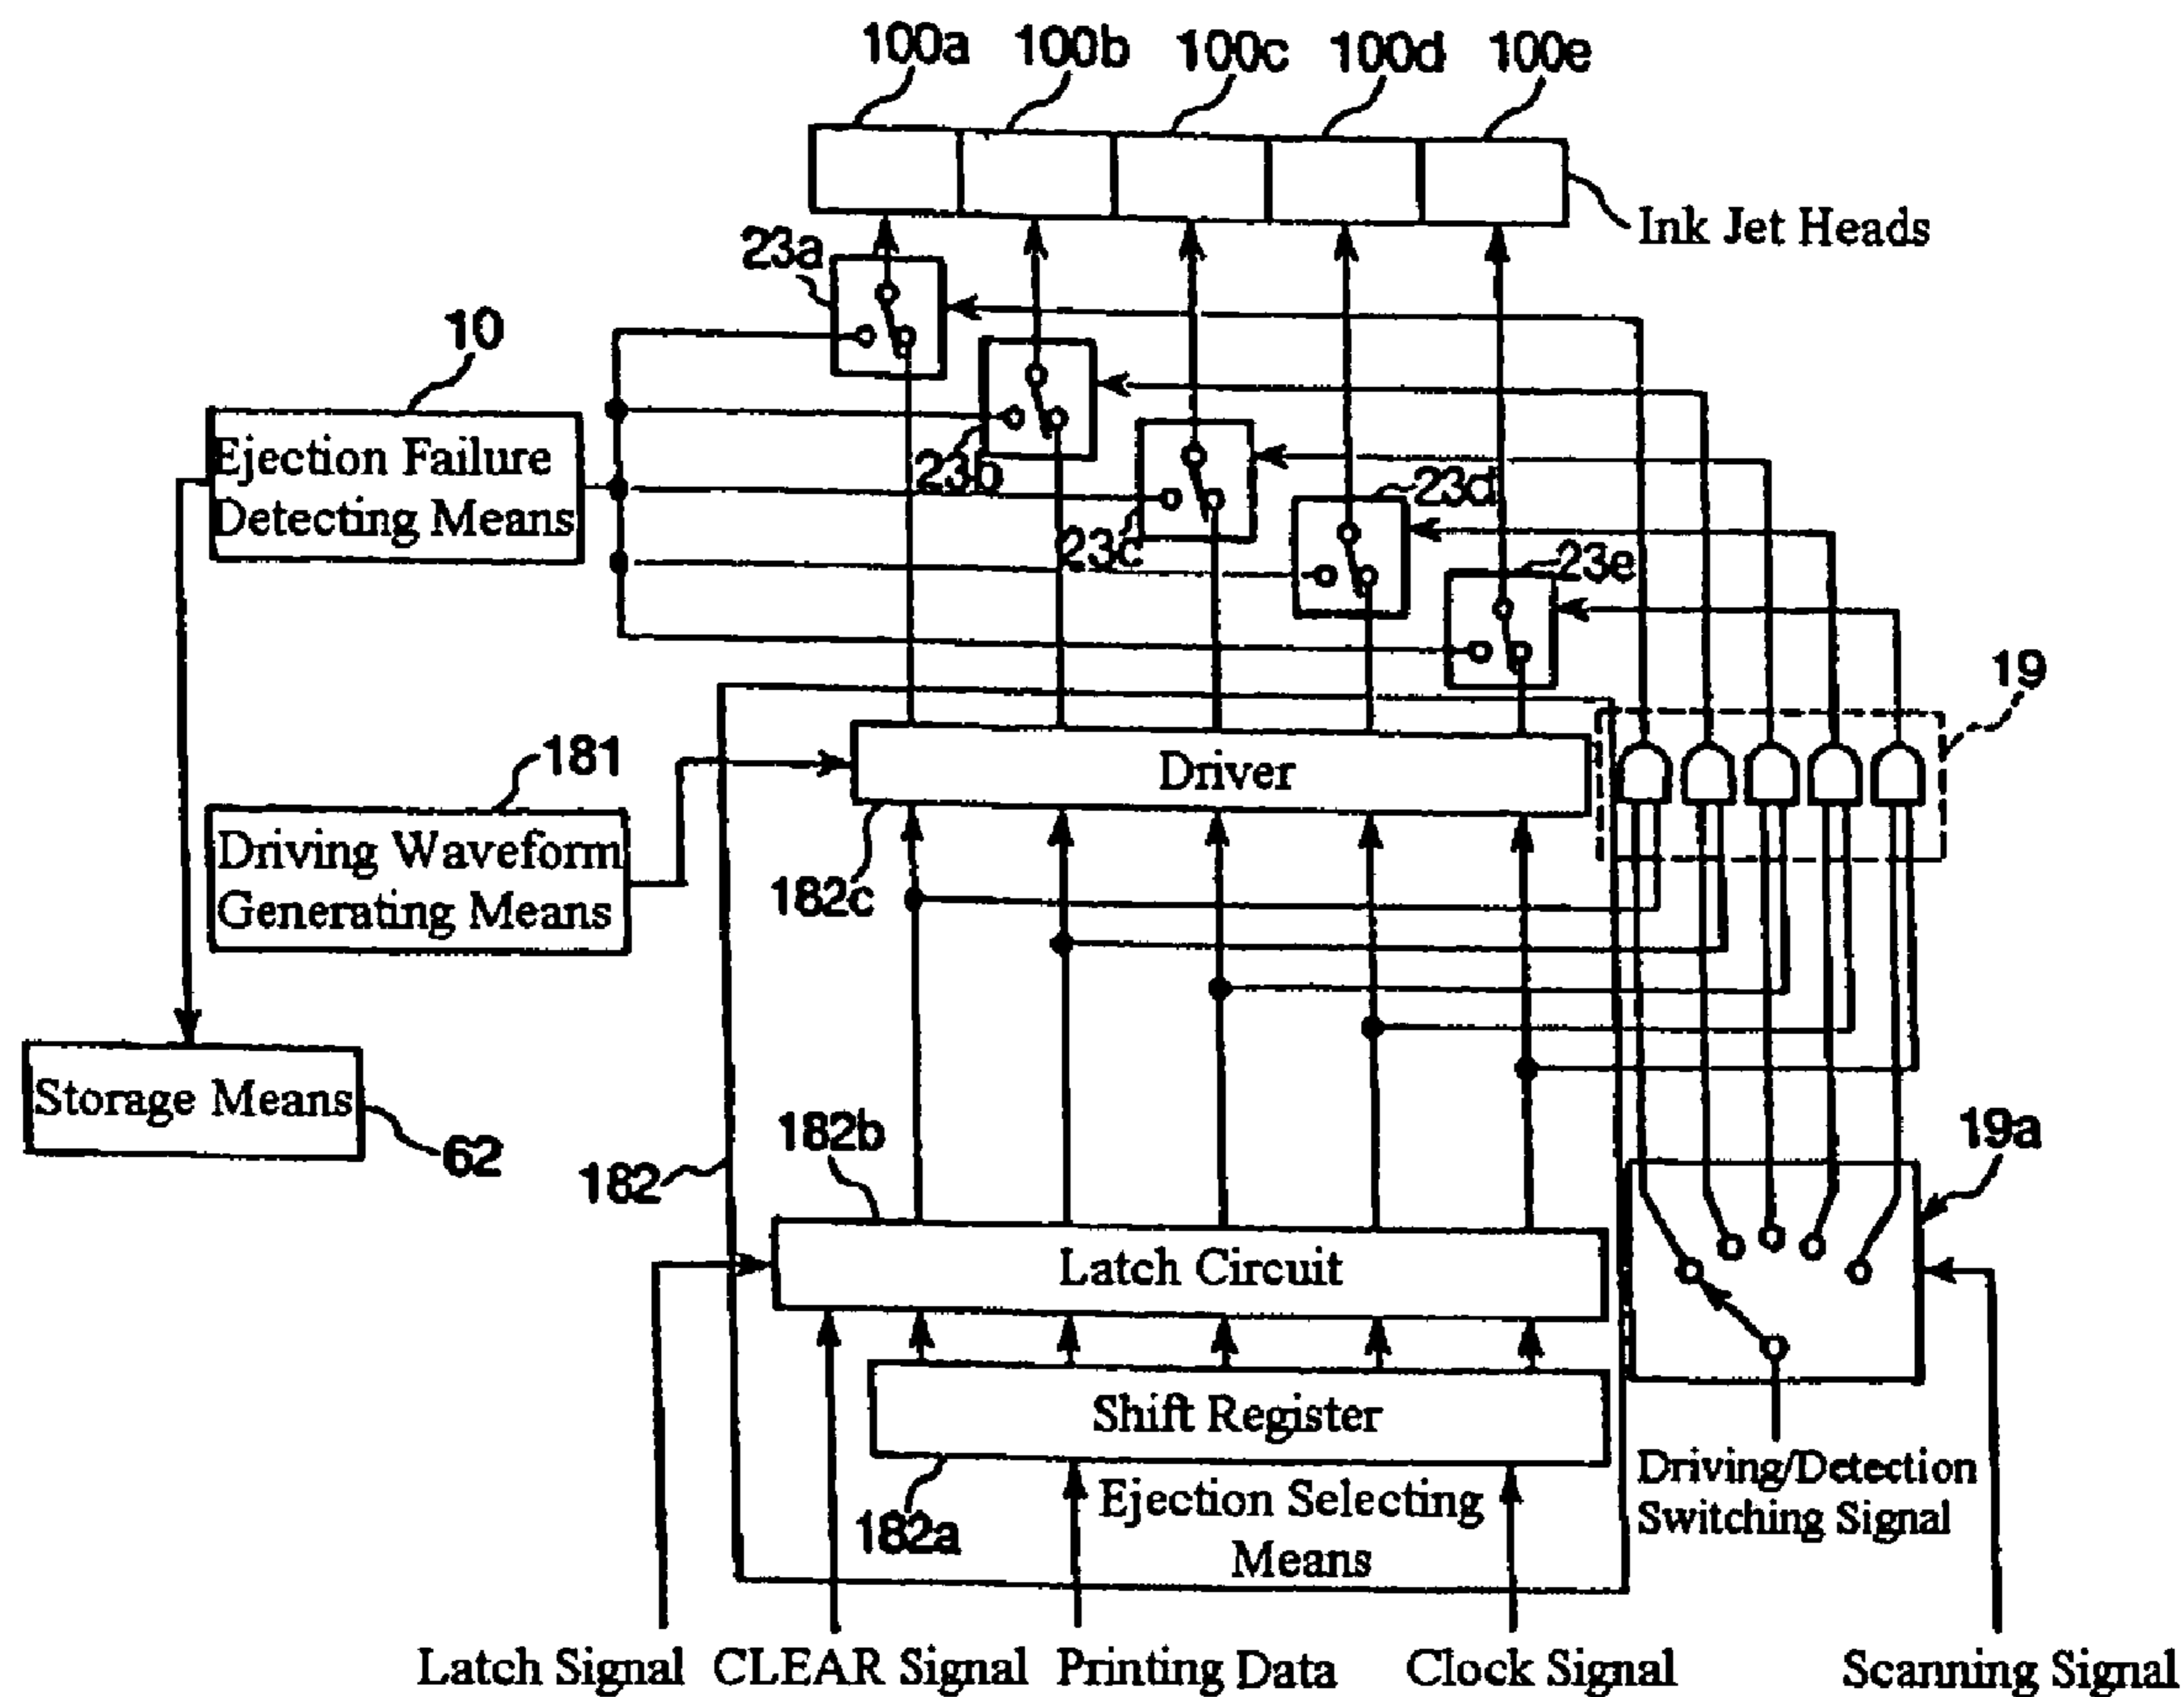 100a 100b 100c 100d 100e
Ink Jet Heads
23a
10
23b
Ejection Failure
Detecting Means
23c
23d
23e
19
181
Driver
Driving Waveform
Generating Means
182c
Storage Means
62
182b
19a
182
Latch Circuit
Shift Register
182a
Ejection Selecting
Means
Driving/Detection
Switching Signal
Latch Signal
CLEAR Signal
Printing Data
Clock Signal
Scanning Signal